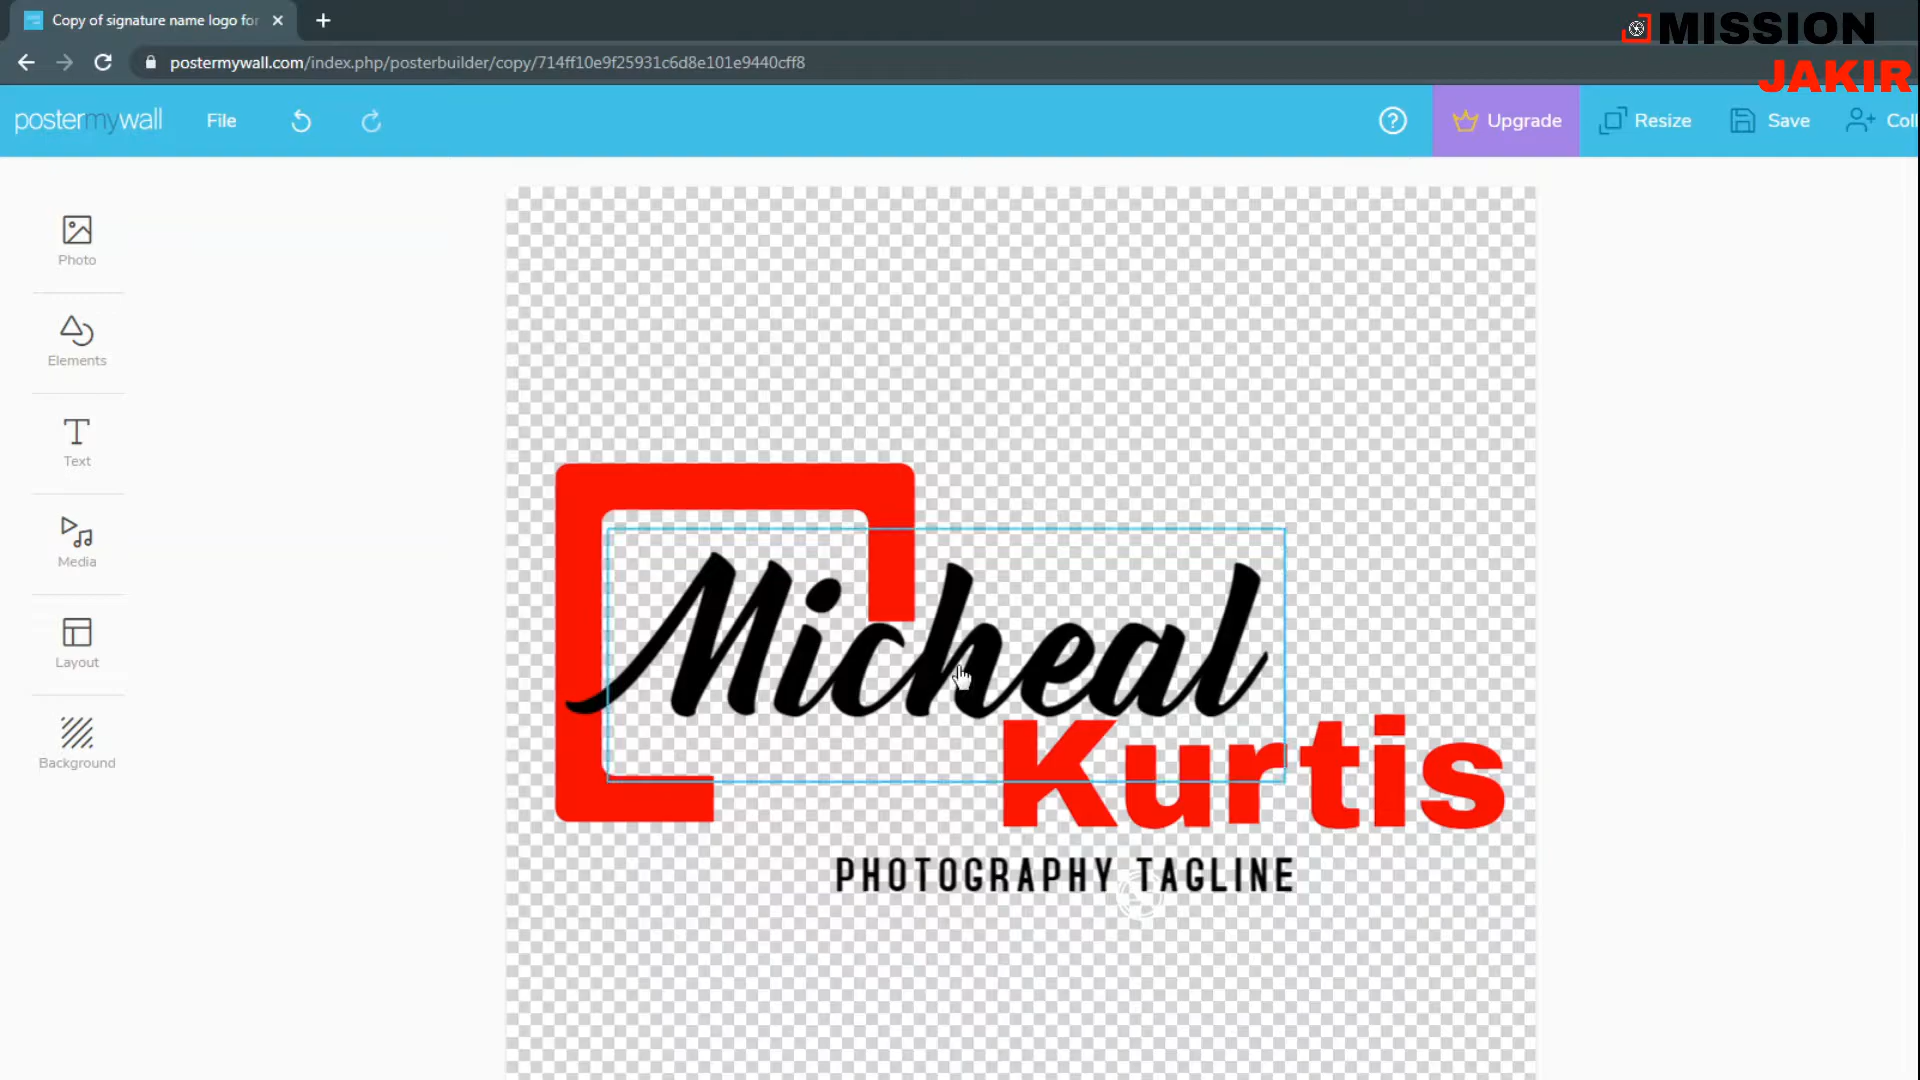 Copy of signature name logo for
MISSION
JAKIR
postermywall.com/index.php/posterbuilder/copy/714ff10e9f25931c6d8e101e9440cff8
postermywall File Upgrade Resize Save Coll
Photo
Elements
Text
Media
Layout
Background
Micheal
Kurtis
PHOTOGRAPHY TAGLINE